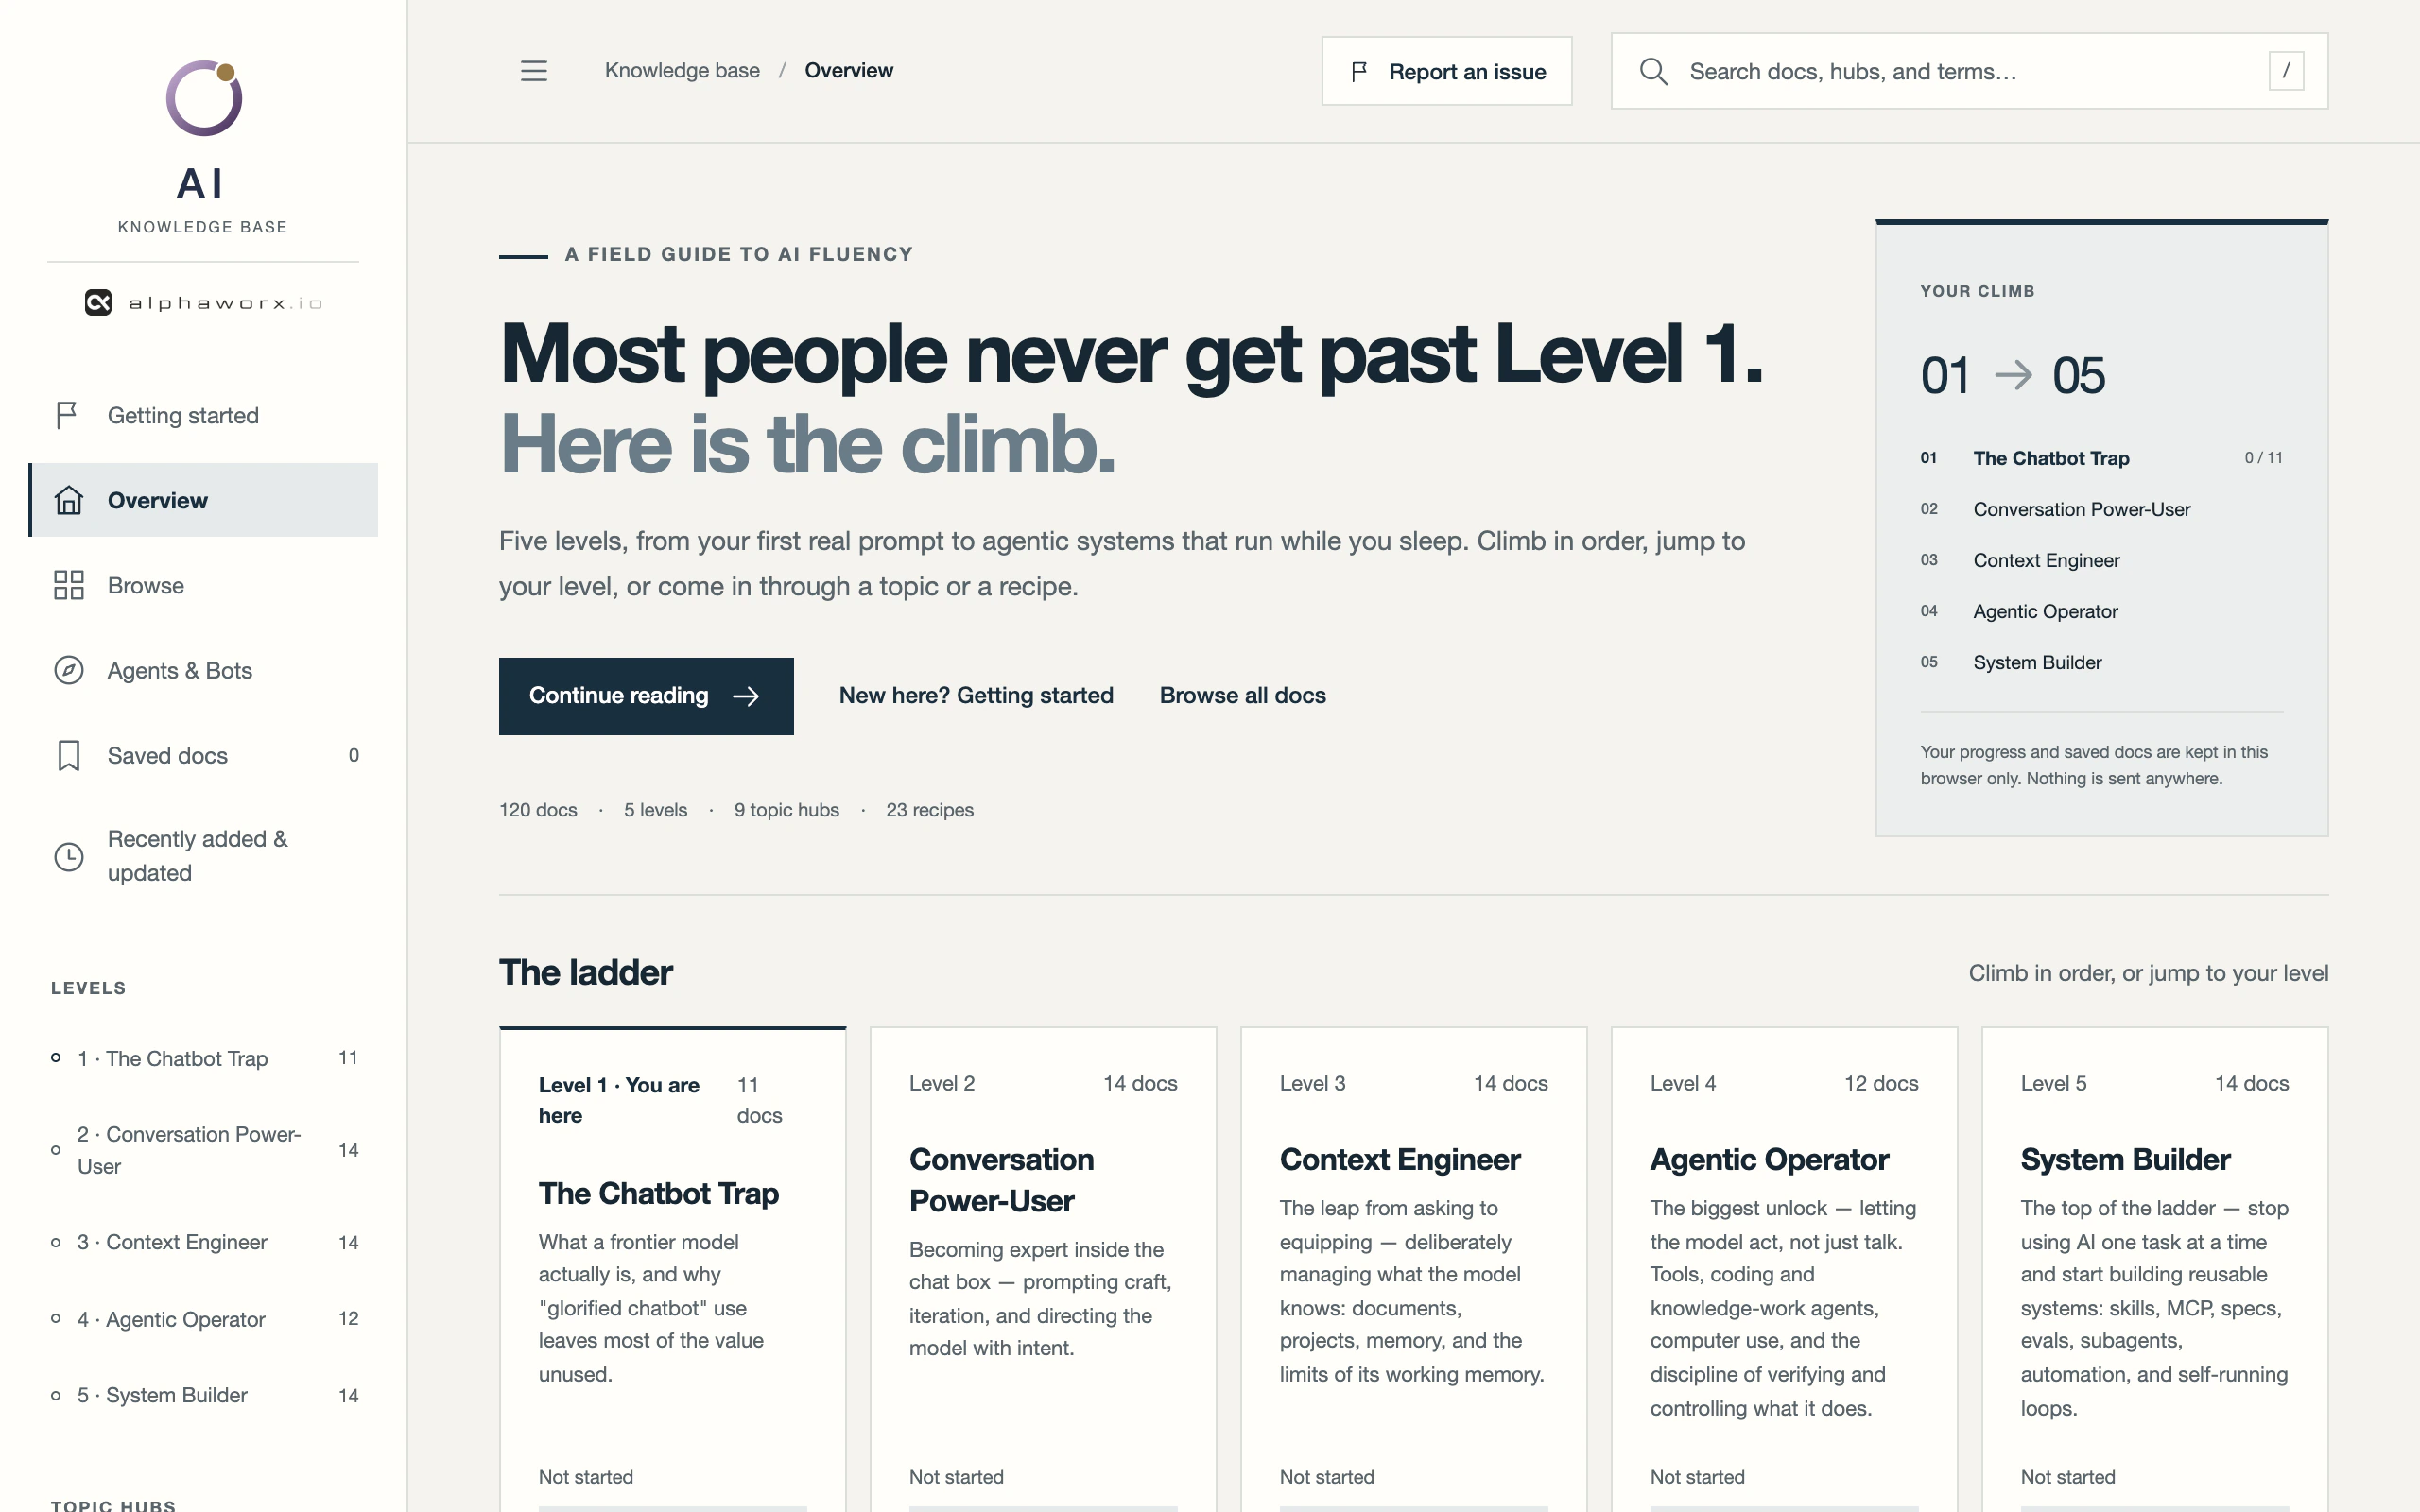 AI
KNOWLEDGE BASE
alphaworx.io
Getting started
Overview
Browse
Agents & Bots
Saved docs 0
Recently added &
updated
LEVELS
1 · The Chatbot Trap 11
2 · Conversation Power-
User 14
3 · Context Engineer 14
4 · Agentic Operator 12
5 · System Builder 14
TOPIC HUBS
Knowledge base / Overview
Report an issue
Search docs, hubs, and terms... /
A FIELD GUIDE TO AI FLUENCY
Most people never get past Level 1.
Here is the climb.
Five levels, from your first real prompt to agentic systems that run while you sleep. Climb in order, jump to
your level, or come in through a topic or a recipe.
Continue reading →
New here? Getting started
Browse all docs
120 docs · 5 levels · 9 topic hubs · 23 recipes
YOUR CLIMB
01 → 05
01 The Chatbot Trap 0 / 11
02 Conversation Power-User
03 Context Engineer
04 Agentic Operator
05 System Builder
Your progress and saved docs are kept in this
browser only. Nothing is sent anywhere.
The ladder
Climb in order, or jump to your level
Level 1 · You are
here
11
docs
The Chatbot Trap
What a frontier model
actually is, and why
"glorified chatbot" use
leaves most of the value
unused.
Not started
Level 2 14 docs
Conversation
Power-User
Becoming expert inside the
chat box — prompting craft,
iteration, and directing the
model with intent.
Not started
Level 3 14 docs
Context Engineer
The leap from asking to
equipping — deliberately
managing what the model
knows: documents,
projects, memory, and the
limits of its working memory.
Not started
Level 4 12 docs
Agentic Operator
The biggest unlock — letting
the model act, not just talk.
Tools, coding and
knowledge-work agents,
computer use, and the
discipline of verifying and
controlling what it does.
Not started
Level 5 14 docs
System Builder
The top of the ladder — stop
using AI one task at a time
and start building reusable
systems: skills, MCP, specs,
evals, subagents,
automation, and self-running
loops.
Not started